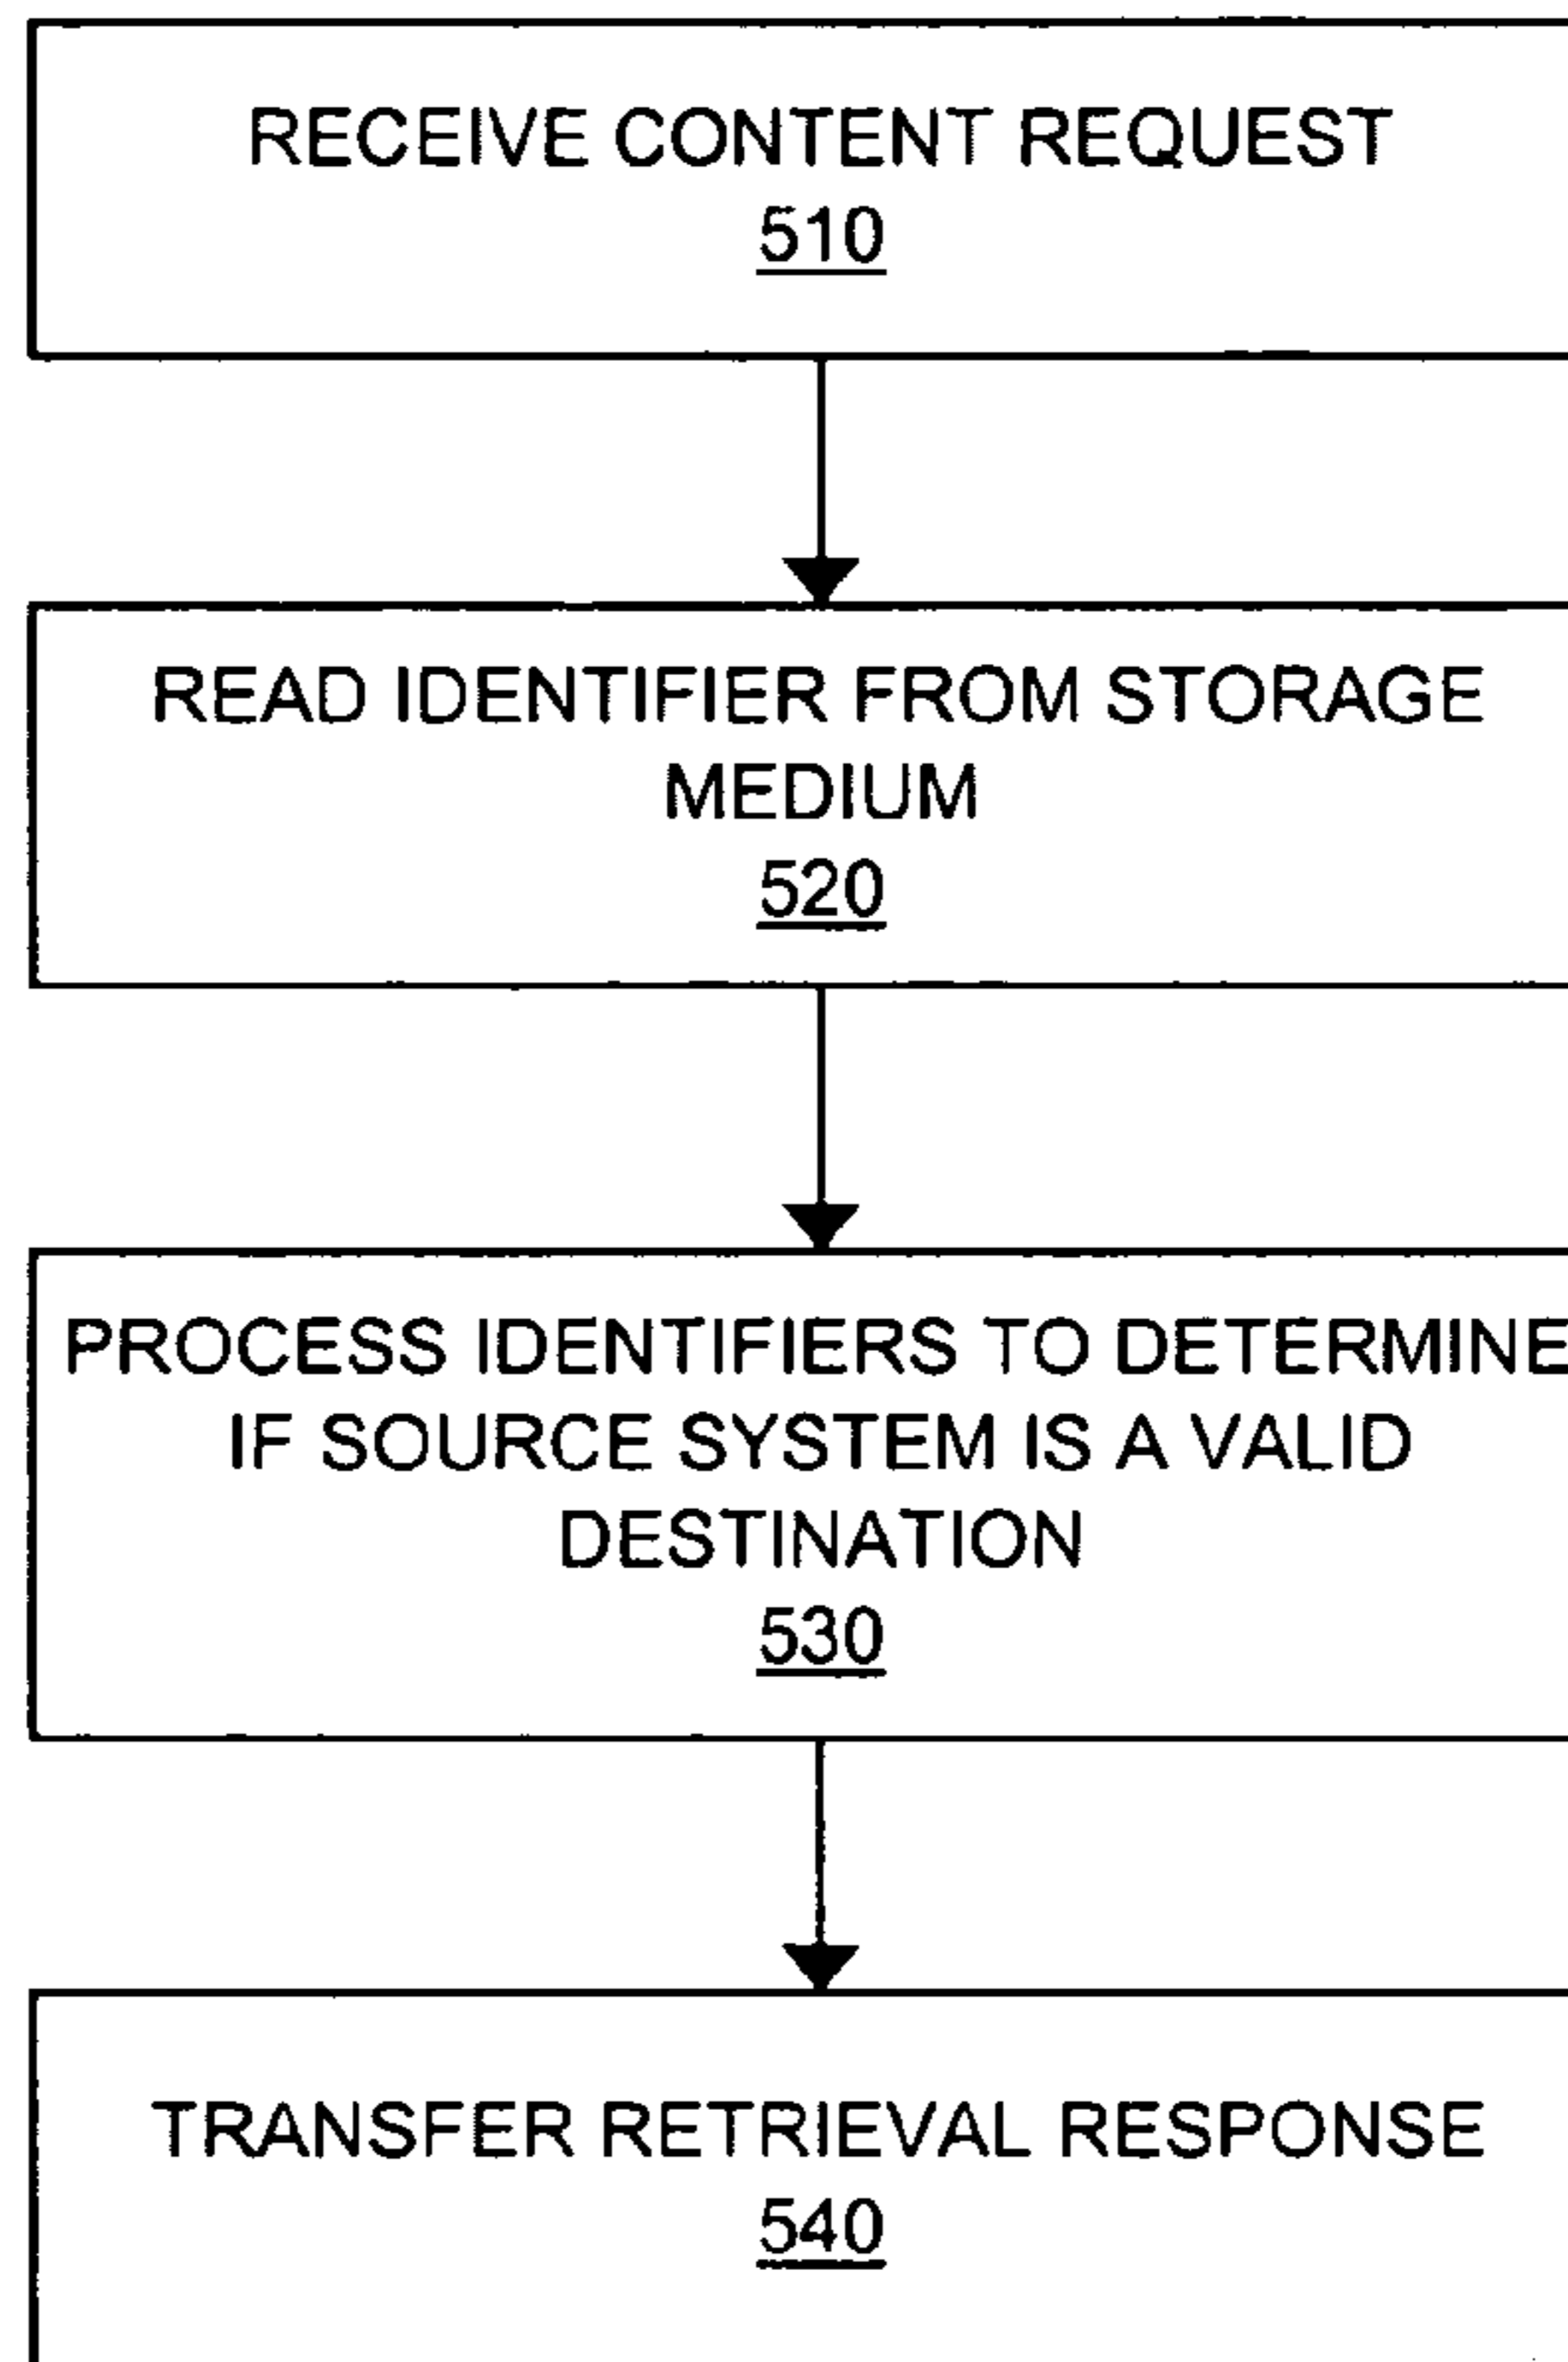 RECEIVE CONTENT REQUEST
510
READ IDENTIFIER FROM STORAGE
MEDIUM
520
PROCESS IDENTIFIERS TO DETERMINE
IF SOURCE SYSTEM IS A VALID
DESTINATION
530
TRANSFER RETRIEVAL RESPONSE
540